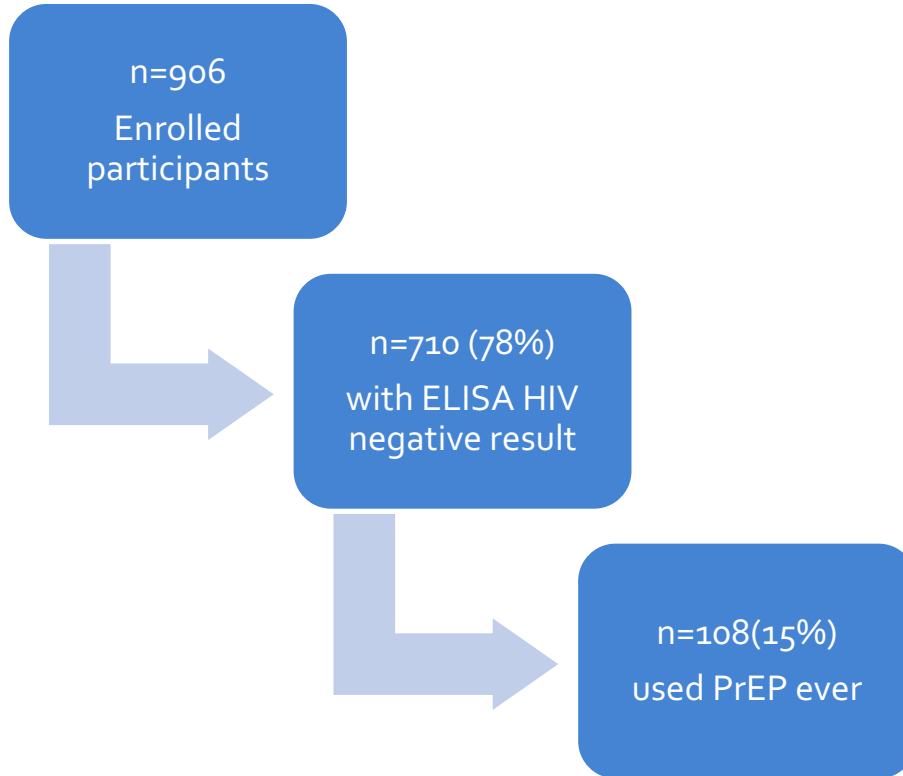 n=906
Enrolled
participants
n=710 (78%)
with ELISA HIV
negative result
n=108(15%)
used PrEP ever